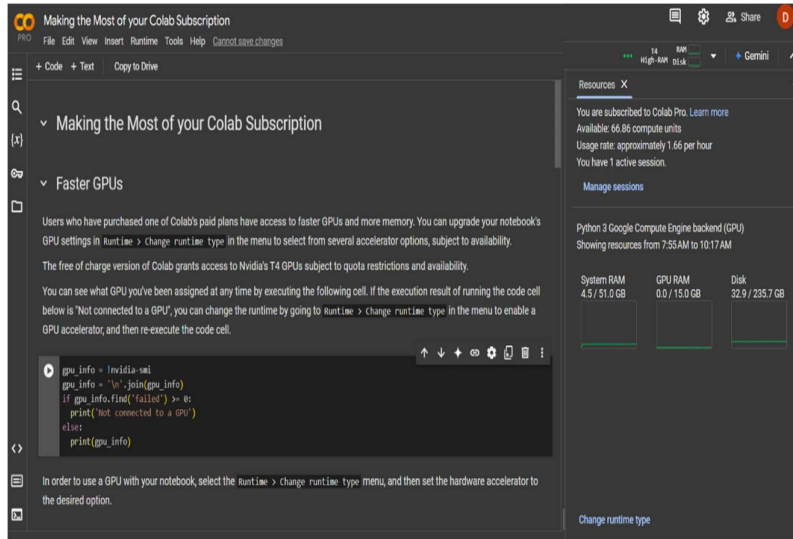 CO
PRO
Making the Most of your Colab Subscription
File Edit View Insert Runtime Tools Help Cannot save changes
Share
D
+ Code + Text Copy to Drive
T4 RAM
High-RAM Disk
Gemini
Making the Most of your Colab Subscription
Faster GPUs
Users who have purchased one of Colab's paid plans have access to faster GPUs and more memory. You can upgrade your notebook's
GPU settings in Runtime > Change runtime type in the menu to select from several accelerator options, subject to availability.
The free of charge version of Colab grants access to Nvidia's T4 GPUs subject to quota restrictions and availability.
You can see what GPU you've been assigned at any time by executing the following cell. If the execution result of running the code cell
below is "Not connected to a GPU", you can change the runtime by going to Runtime > Change runtime type in the menu to enable a
GPU accelerator, and then re-execute the code cell.
gpu_info = !nvidia-smi
gpu_info = '\n'.join(gpu_info)
if gpu_info.find('failed') >= 0:
print('Not connected to a GPU')
else:
print(gpu_info)
In order to use a GPU with your notebook, select the Runtime > Change runtime type menu, and then set the hardware accelerator to
the desired option.
Resources X
You are subscribed to Colab Pro. Learn more
Available: 66.86 compute units
Usage rate: approximately 1.66 per hour
You have 1 active session.
Manage sessions
Python 3 Google Compute Engine backend (GPU)
Showing resources from 7:55 AM to 10:17 AM
System RAM GPU RAM Disk
4.5 / 51.0 GB 0.0 / 15.0 GB 32.9 / 235.7 GB
Change runtime type